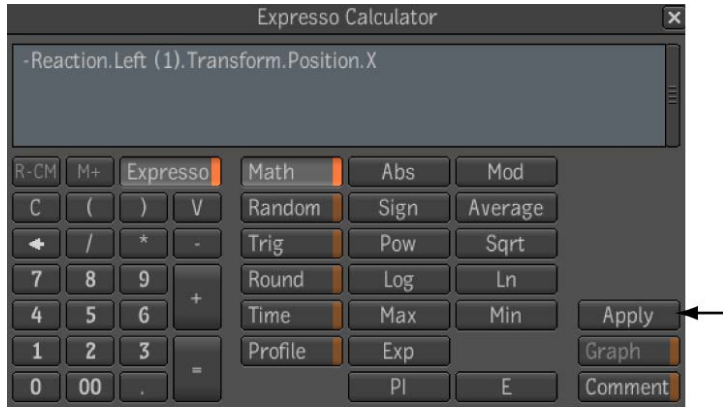 Expresso Calculator
-Reaction.Left (1).Transform.Position.X
R-CM M+ Expresso Math Abs Mod
C ( ) V Random Sign Average
/ * - Trig Pow Sqrt
7 8 9 + Round Log Ln
4 5 6 Time Max Min Apply
1 2 3 = Profile Exp Graph
0 00 . PI E Comment